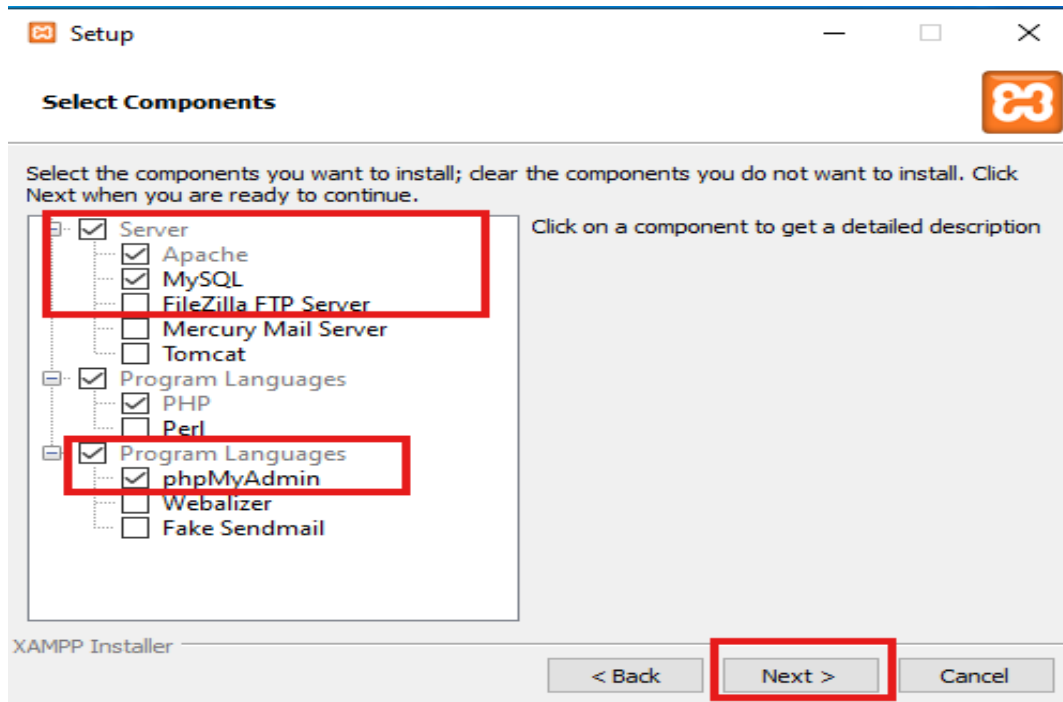 Setup
Select Components
Select the components you want to install; clear the components you do not want to install. Click
Next when you are ready to continue.
Server
Click on a component to get a detailed description
Apache
MySQL
FileZilla FTP Server
Mercury Mail Server
Tomcat
Program Languages
PHP
Perl
Program Languages
phpMyAdmin
Webalizer
Fake Sendmail
XAMPP Installer
< Back
Next >
Cancel